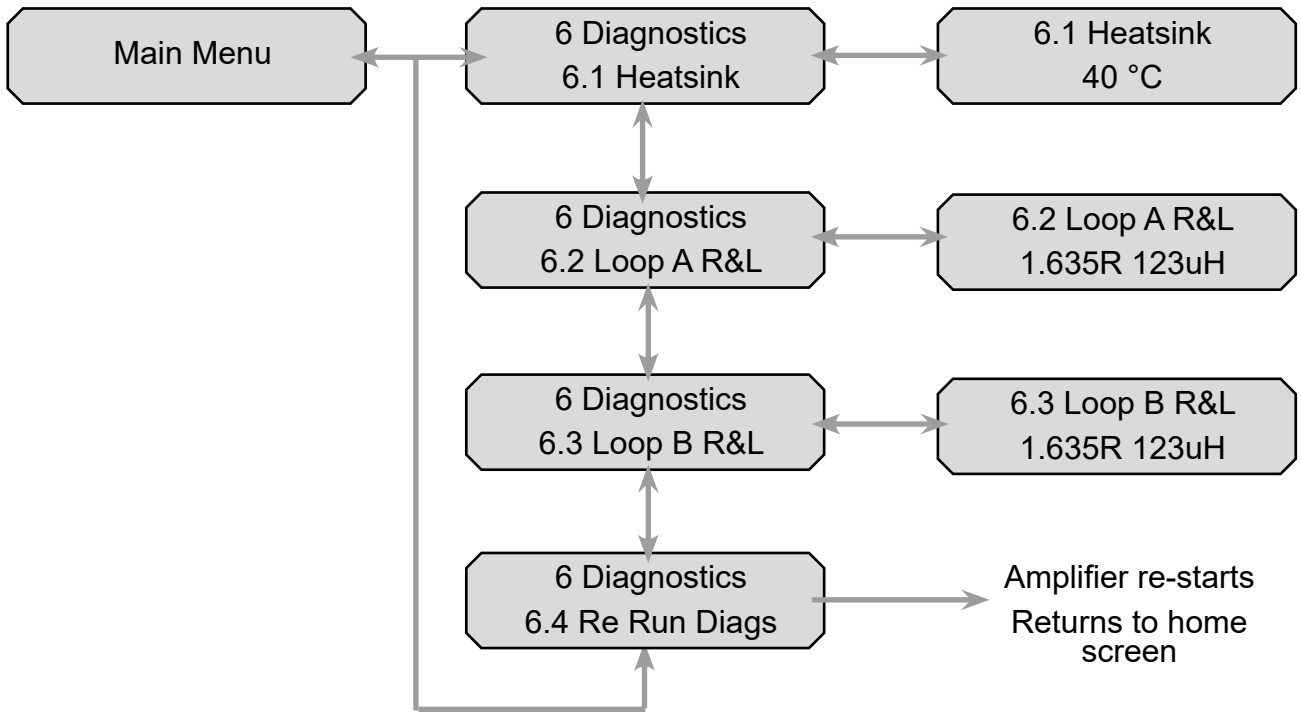 Main Menu
6 Diagnostics
6.1 Heatsink
6.1 Heatsink
40 °C
6 Diagnostics
6.2 Loop A R&L
6.2 Loop A R&L
1.635R 123uH
6 Diagnostics
6.3 Loop B R&L
6.3 Loop B R&L
1.635R 123uH
6 Diagnostics
6.4 Re Run Diags
Amplifier re-starts
Returns to home
screen